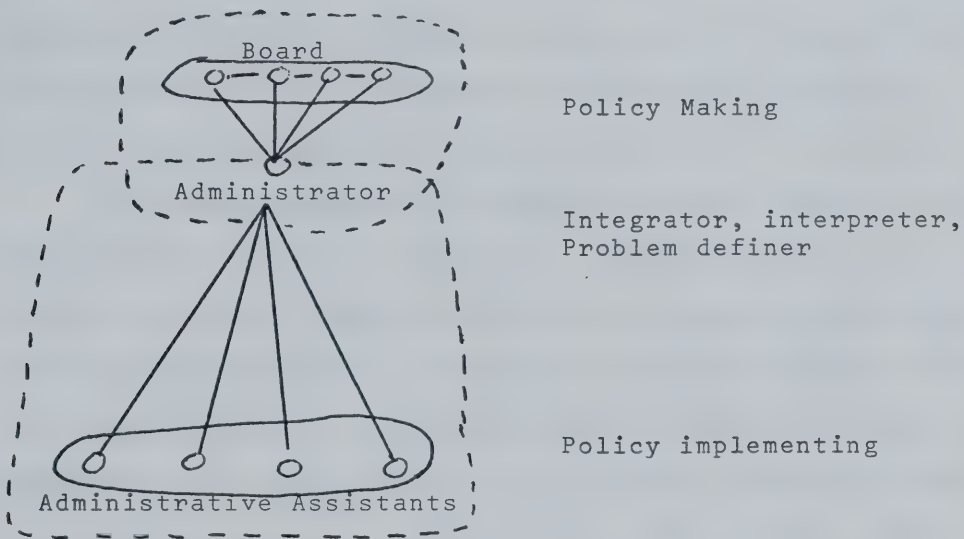 Board
Policy Making
Administrator
Integrator, interpreter,
Problem definer
Policy implementing
Administrative Assistants